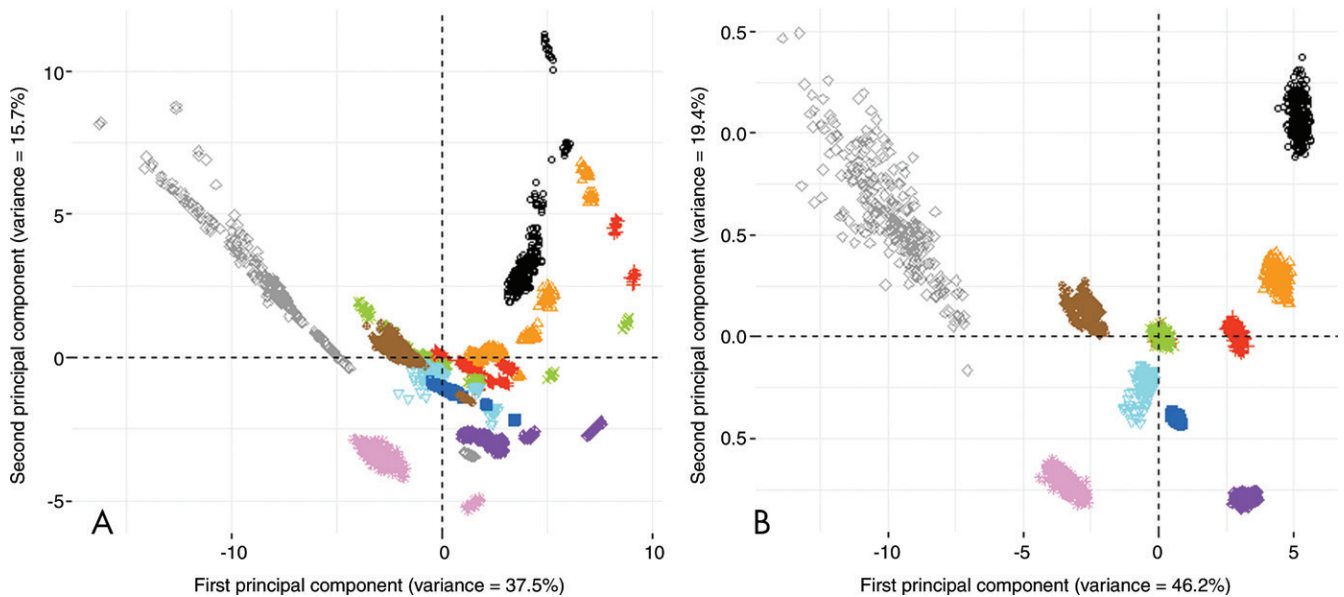 Second principal component (variance = 15.7%)
10
5
0
-5
A
-10
0
10
First principal component (variance = 37.5%)
Second principal component (variance = 19.4%)
0.0
0.5
0.0
0.5
B
-10
-5
0
5
First principal component (variance = 46.2%)